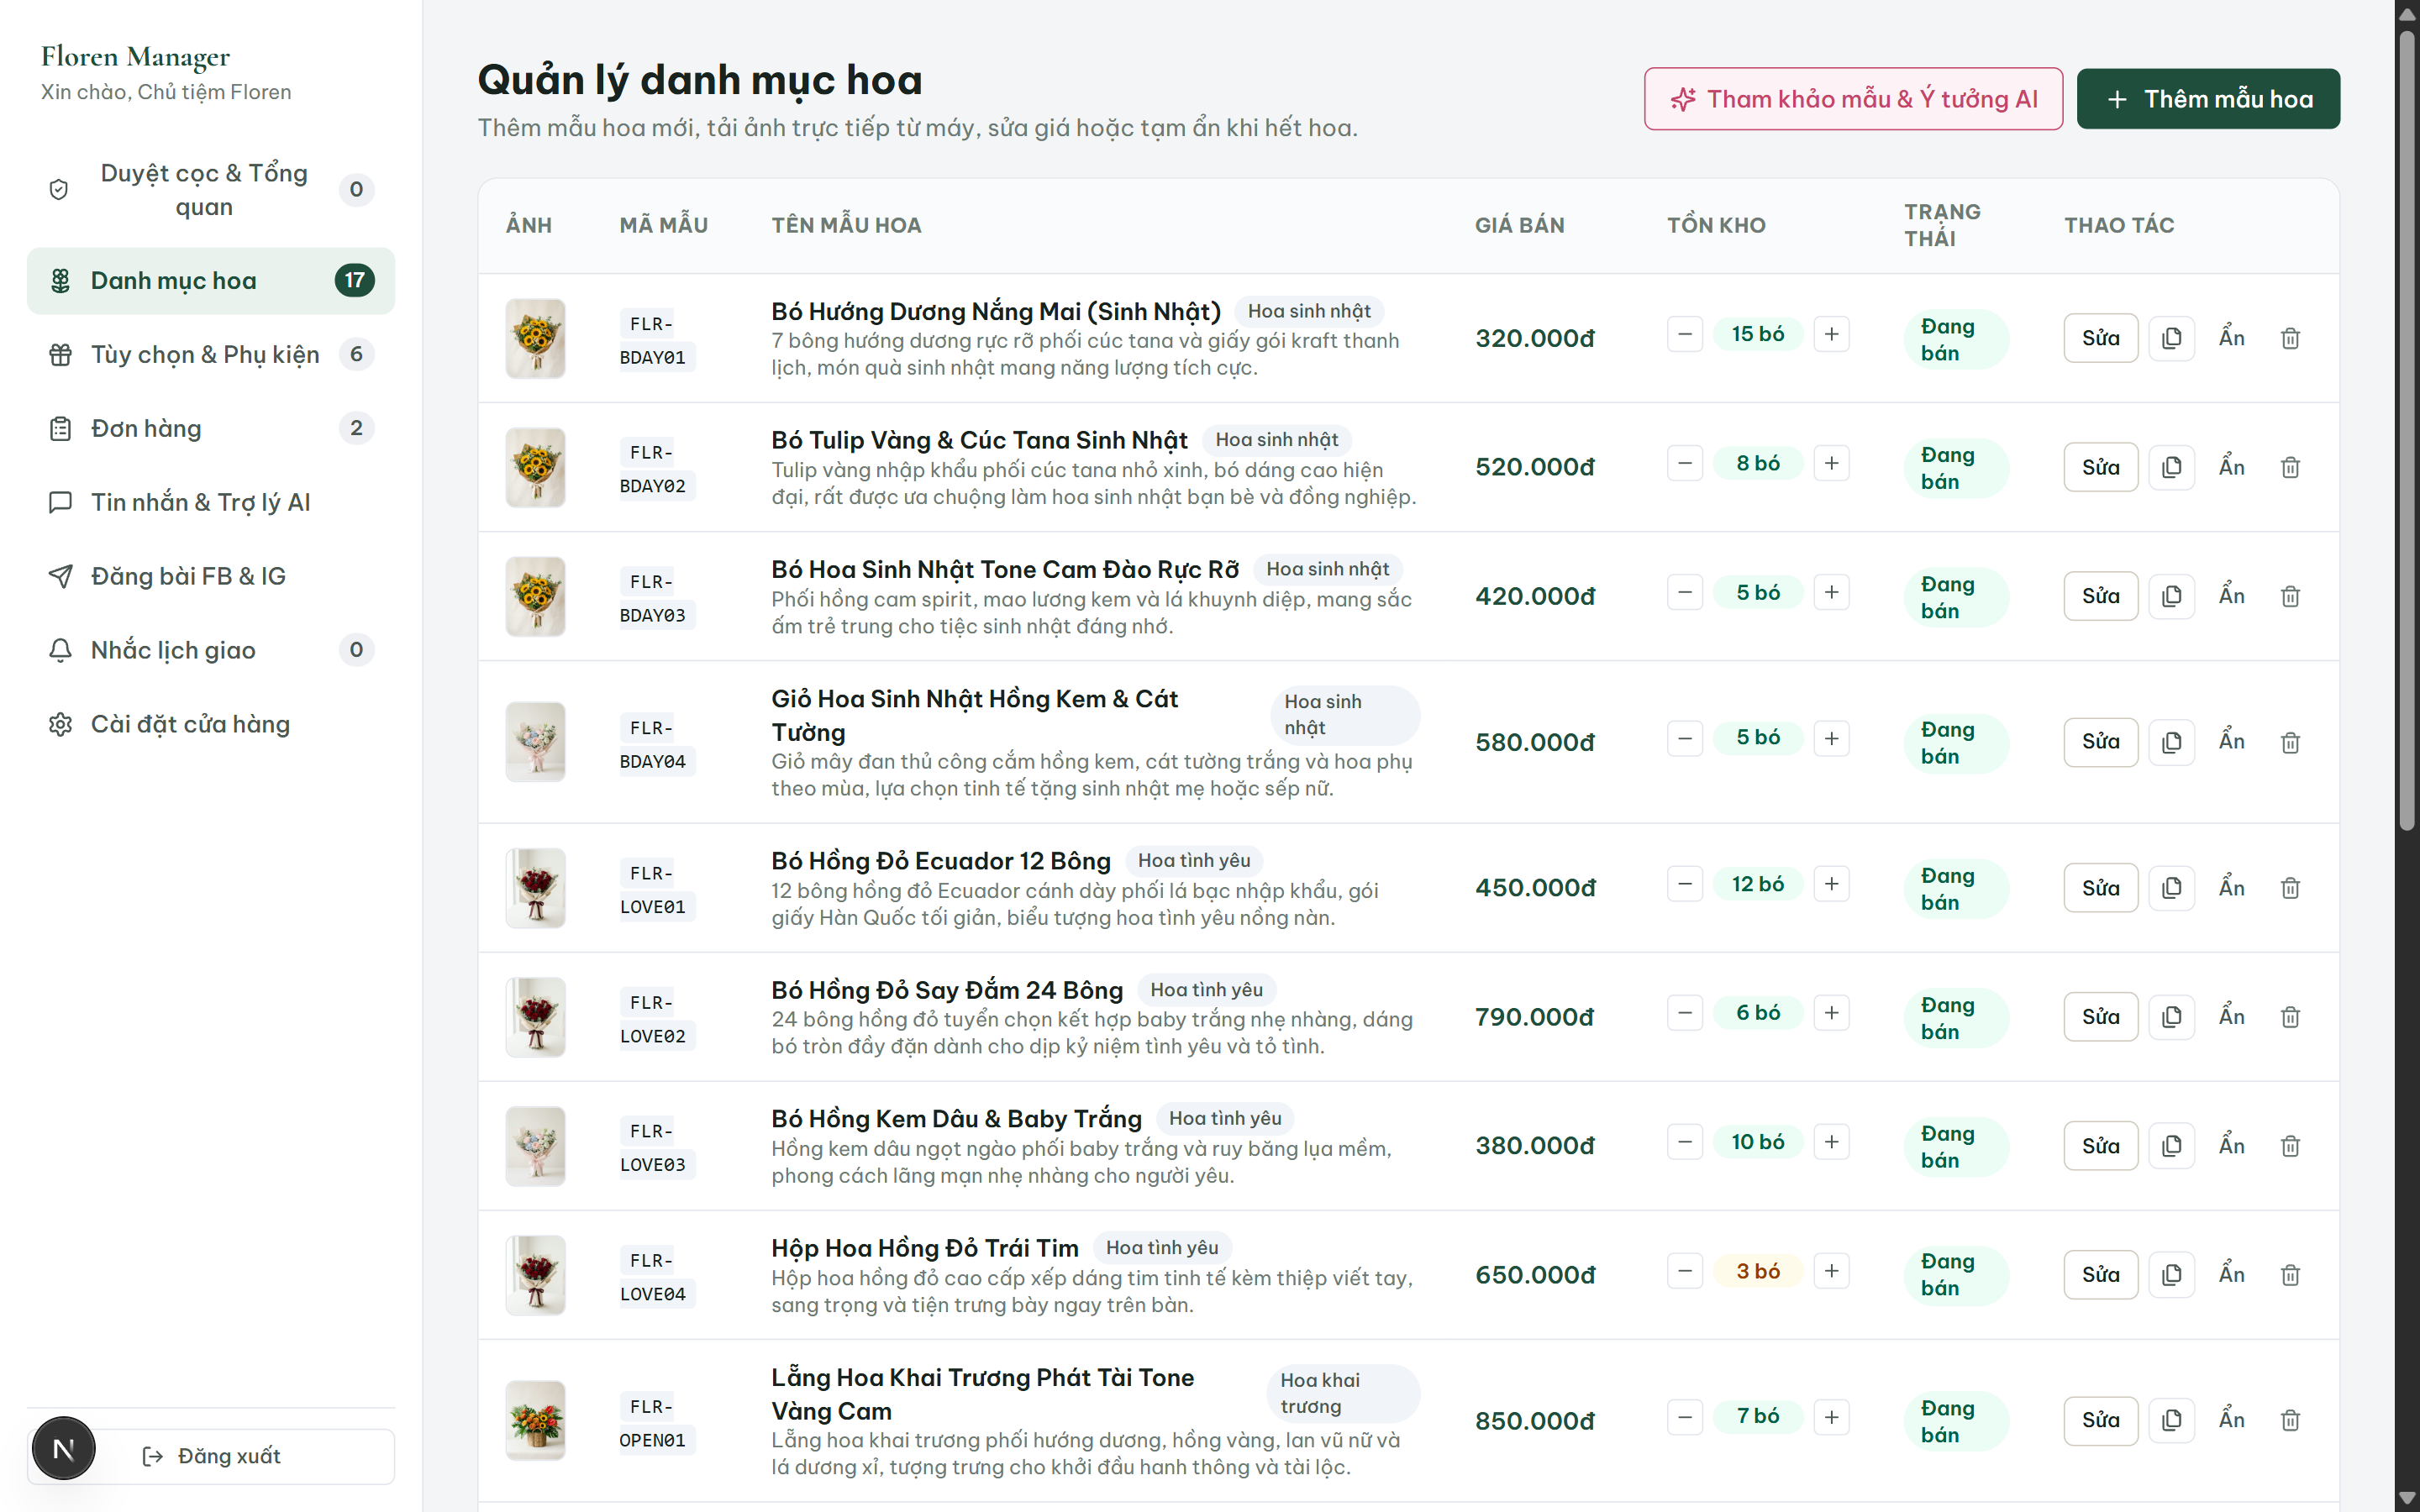 Floren Manager
Xin chào, Chủ tiệm Floren
Duyệt cọc & Tổng
quan
0
Danh mục hoa
17
Tùy chọn & Phụ kiện
6
Đơn hàng
2
Tin nhắn & Trợ lý AI
Đăng bài FB & IG
Nhắc lịch giao
0
Cài đặt cửa hàng
N
Đăng xuất
Quản lý danh mục hoa
Thêm mẫu hoa mới, tải ảnh trực tiếp từ máy, sửa giá hoặc tạm ẩn khi hết hoa.
Tham khảo mẫu & Ý tưởng AI
+ Thêm mẫu hoa
ẢNH
MÃ MẪU
TÊN MẪU HOA
GIÁ BÁN
TỒN KHO
TRẠNG
THÁI
THAO TÁC
FLR-
BDAY01
Bó Hướng Dương Nắng Mai (Sinh Nhật) Hoa sinh nhật
7 bông hướng dương rực rỡ phối cúc tana và giấy gói kraft thanh
lịch, món quà sinh nhật mang năng lượng tích cực.
320.000đ
− 15 bó +
Đang
bán
Sửa
Ẩn
FLR-
BDAY02
Bó Tulip Vàng & Cúc Tana Sinh Nhật Hoa sinh nhật
Tulip vàng nhập khẩu phối cúc tana nhỏ xinh, bó dáng cao hiện
đại, rất được ưa chuộng làm hoa sinh nhật bạn bè và đồng nghiệp.
520.000đ
− 8 bó +
Đang
bán
Sửa
Ẩn
FLR-
BDAY03
Bó Hoa Sinh Nhật Tone Cam Đào Rực Rỡ Hoa sinh nhật
Phối hồng cam spirit, mao lương kem và lá khuynh diệp, mang sắc
ấm trẻ trung cho tiệc sinh nhật đáng nhớ.
420.000đ
− 5 bó +
Đang
bán
Sửa
Ẩn
FLR-
BDAY04
Giỏ Hoa Sinh Nhật Hồng Kem & Cát
Tường
Hoa sinh
nhật
Giỏ mây đan thủ công cắm hồng kem, cát tường trắng và hoa phụ
theo mùa, lựa chọn tinh tế tặng sinh nhật mẹ hoặc sếp nữ.
580.000đ
− 5 bó +
Đang
bán
Sửa
Ẩn
FLR-
LOVE01
Bó Hồng Đỏ Ecuador 12 Bông Hoa tình yêu
12 bông hồng đỏ Ecuador cánh dày phối lá bạc nhập khẩu, gói
giấy Hàn Quốc tối giản, biểu tượng hoa tình yêu nồng nàn.
450.000đ
− 12 bó +
Đang
bán
Sửa
Ẩn
FLR-
LOVE02
Bó Hồng Đỏ Say Đắm 24 Bông Hoa tình yêu
24 bông hồng đỏ tuyển chọn kết hợp baby trắng nhẹ nhàng, dáng
bó tròn đầy đặn dành cho dịp kỷ niệm tình yêu và tỏ tình.
790.000đ
− 6 bó +
Đang
bán
Sửa
Ẩn
FLR-
LOVE03
Bó Hồng Kem Dâu & Baby Trắng Hoa tình yêu
Hồng kem dâu ngọt ngào phối baby trắng và ruy băng lụa mềm,
phong cách lãng mạn nhẹ nhàng cho người yêu.
380.000đ
− 10 bó +
Đang
bán
Sửa
Ẩn
FLR-
LOVE04
Hộp Hoa Hồng Đỏ Trái Tim Hoa tình yêu
Hộp hoa hồng đỏ cao cấp xếp dáng tim tinh tế kèm thiệp viết tay,
sang trọng và tiện trưng bày ngay trên bàn.
650.000đ
− 3 bó +
Đang
bán
Sửa
Ẩn
FLR-
OPEN01
Lẵng Hoa Khai Trương Phát Tài Tone
Vàng Cam
Hoa khai
trương
Lẵng hoa khai trương phối hướng dương, hồng vàng, lan vũ nữ và
lá dương xỉ, tượng trưng cho khởi đầu hanh thông và tài lộc.
850.000đ
− 7 bó +
Đang
bán
Sửa
Ẩn